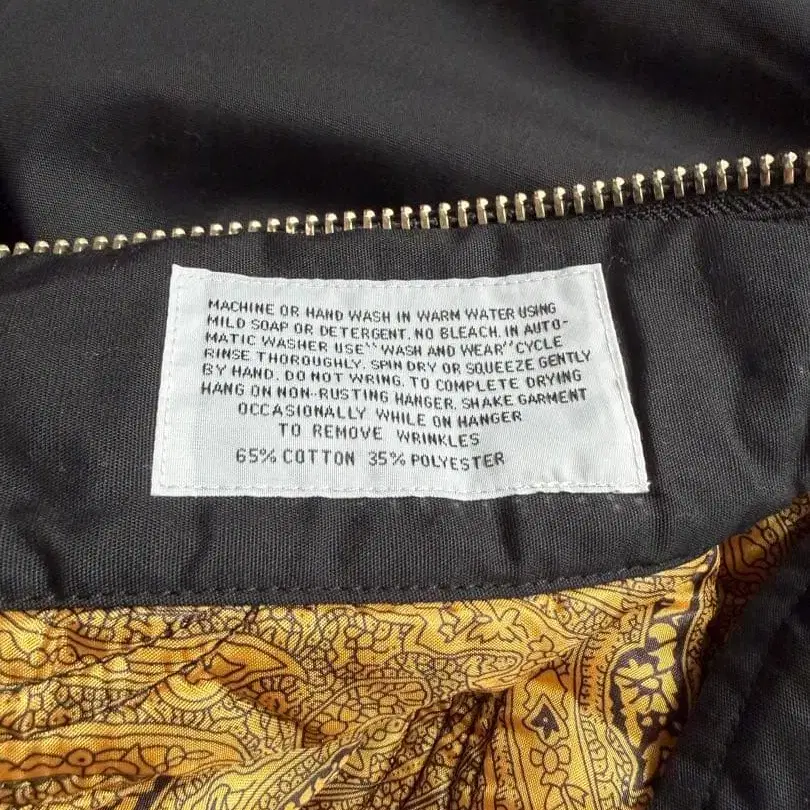 MACHINE OR HAND WASH IN WARM WATER USING
MILD SOAP OR DETERGENT. NO BLEACH. IN AUTO-
MATIC WASHER USE "WASH AND WEAR" CYCLE
RINSE THOROUGHLY. SPIN DRY OR SQUEEZE GENTLY
BY HAND. DO NOT WRING. TO COMPLETE DRYING
HANG ON NON-RUSTING HANGER. SHAKE GARMENT
OCCASIONALLY WHILE ON HANGER
TO REMOVE WRINKLES
65% COTTON 35% POLYESTER